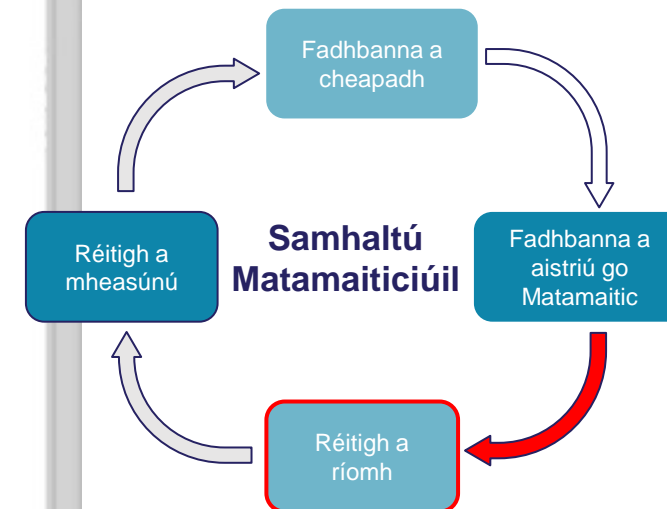 Fadhbanna a
cheapadh
Samhaltú
Matamaiticiúil
Fadhbanna a
aistriú go
Matamaitic
Réitigh a
mheasúnú
Réitigh a
ríomh